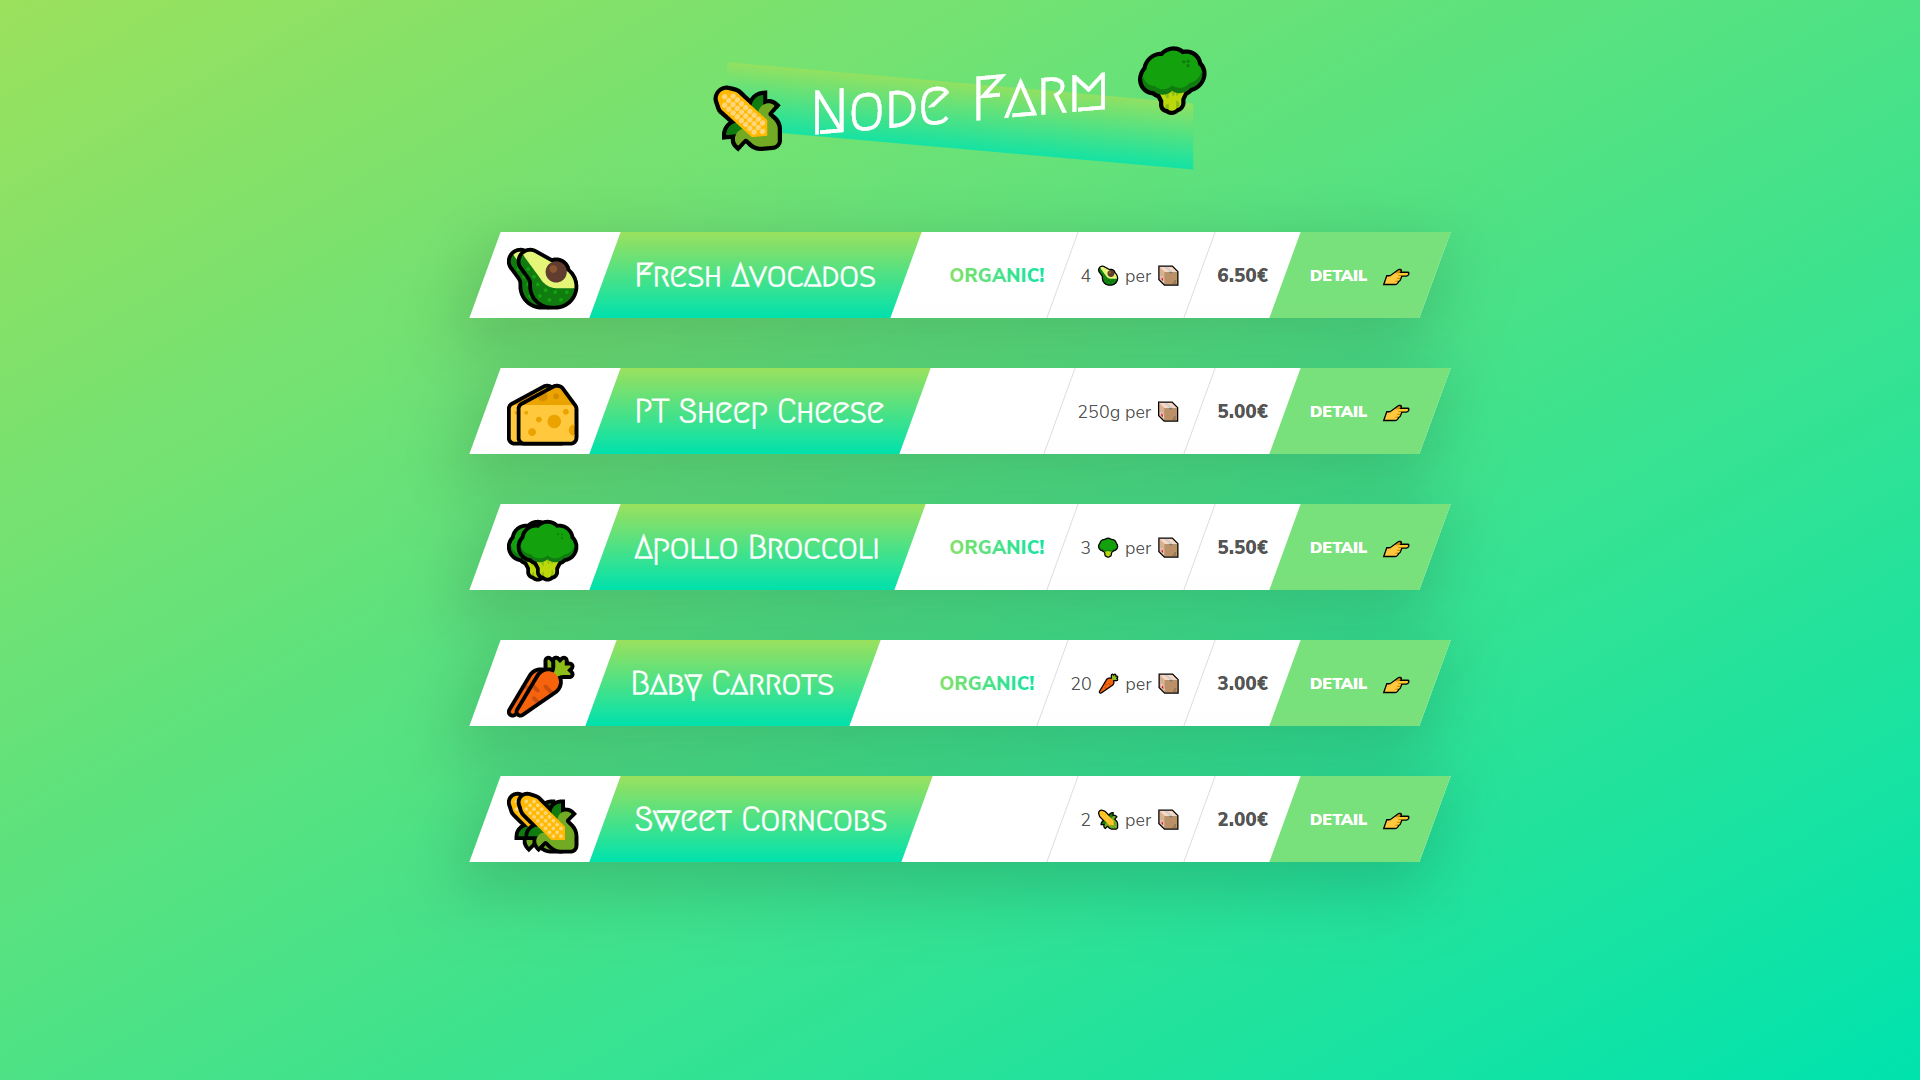 Node Farm
Fresh Avocados ORGANIC! 4 🥑 per 📦 6.50€ DETAIL 👉
PT Sheep Cheese 250g per 📦 5.00€ DETAIL 👉
Apollo Broccoli ORGANIC! 3 🥦 per 📦 5.50€ DETAIL 👉
Baby Carrots ORGANIC! 20 🥕 per 📦 3.00€ DETAIL 👉
Sweet Corncobs 2 🌽 per 📦 2.00€ DETAIL 👉